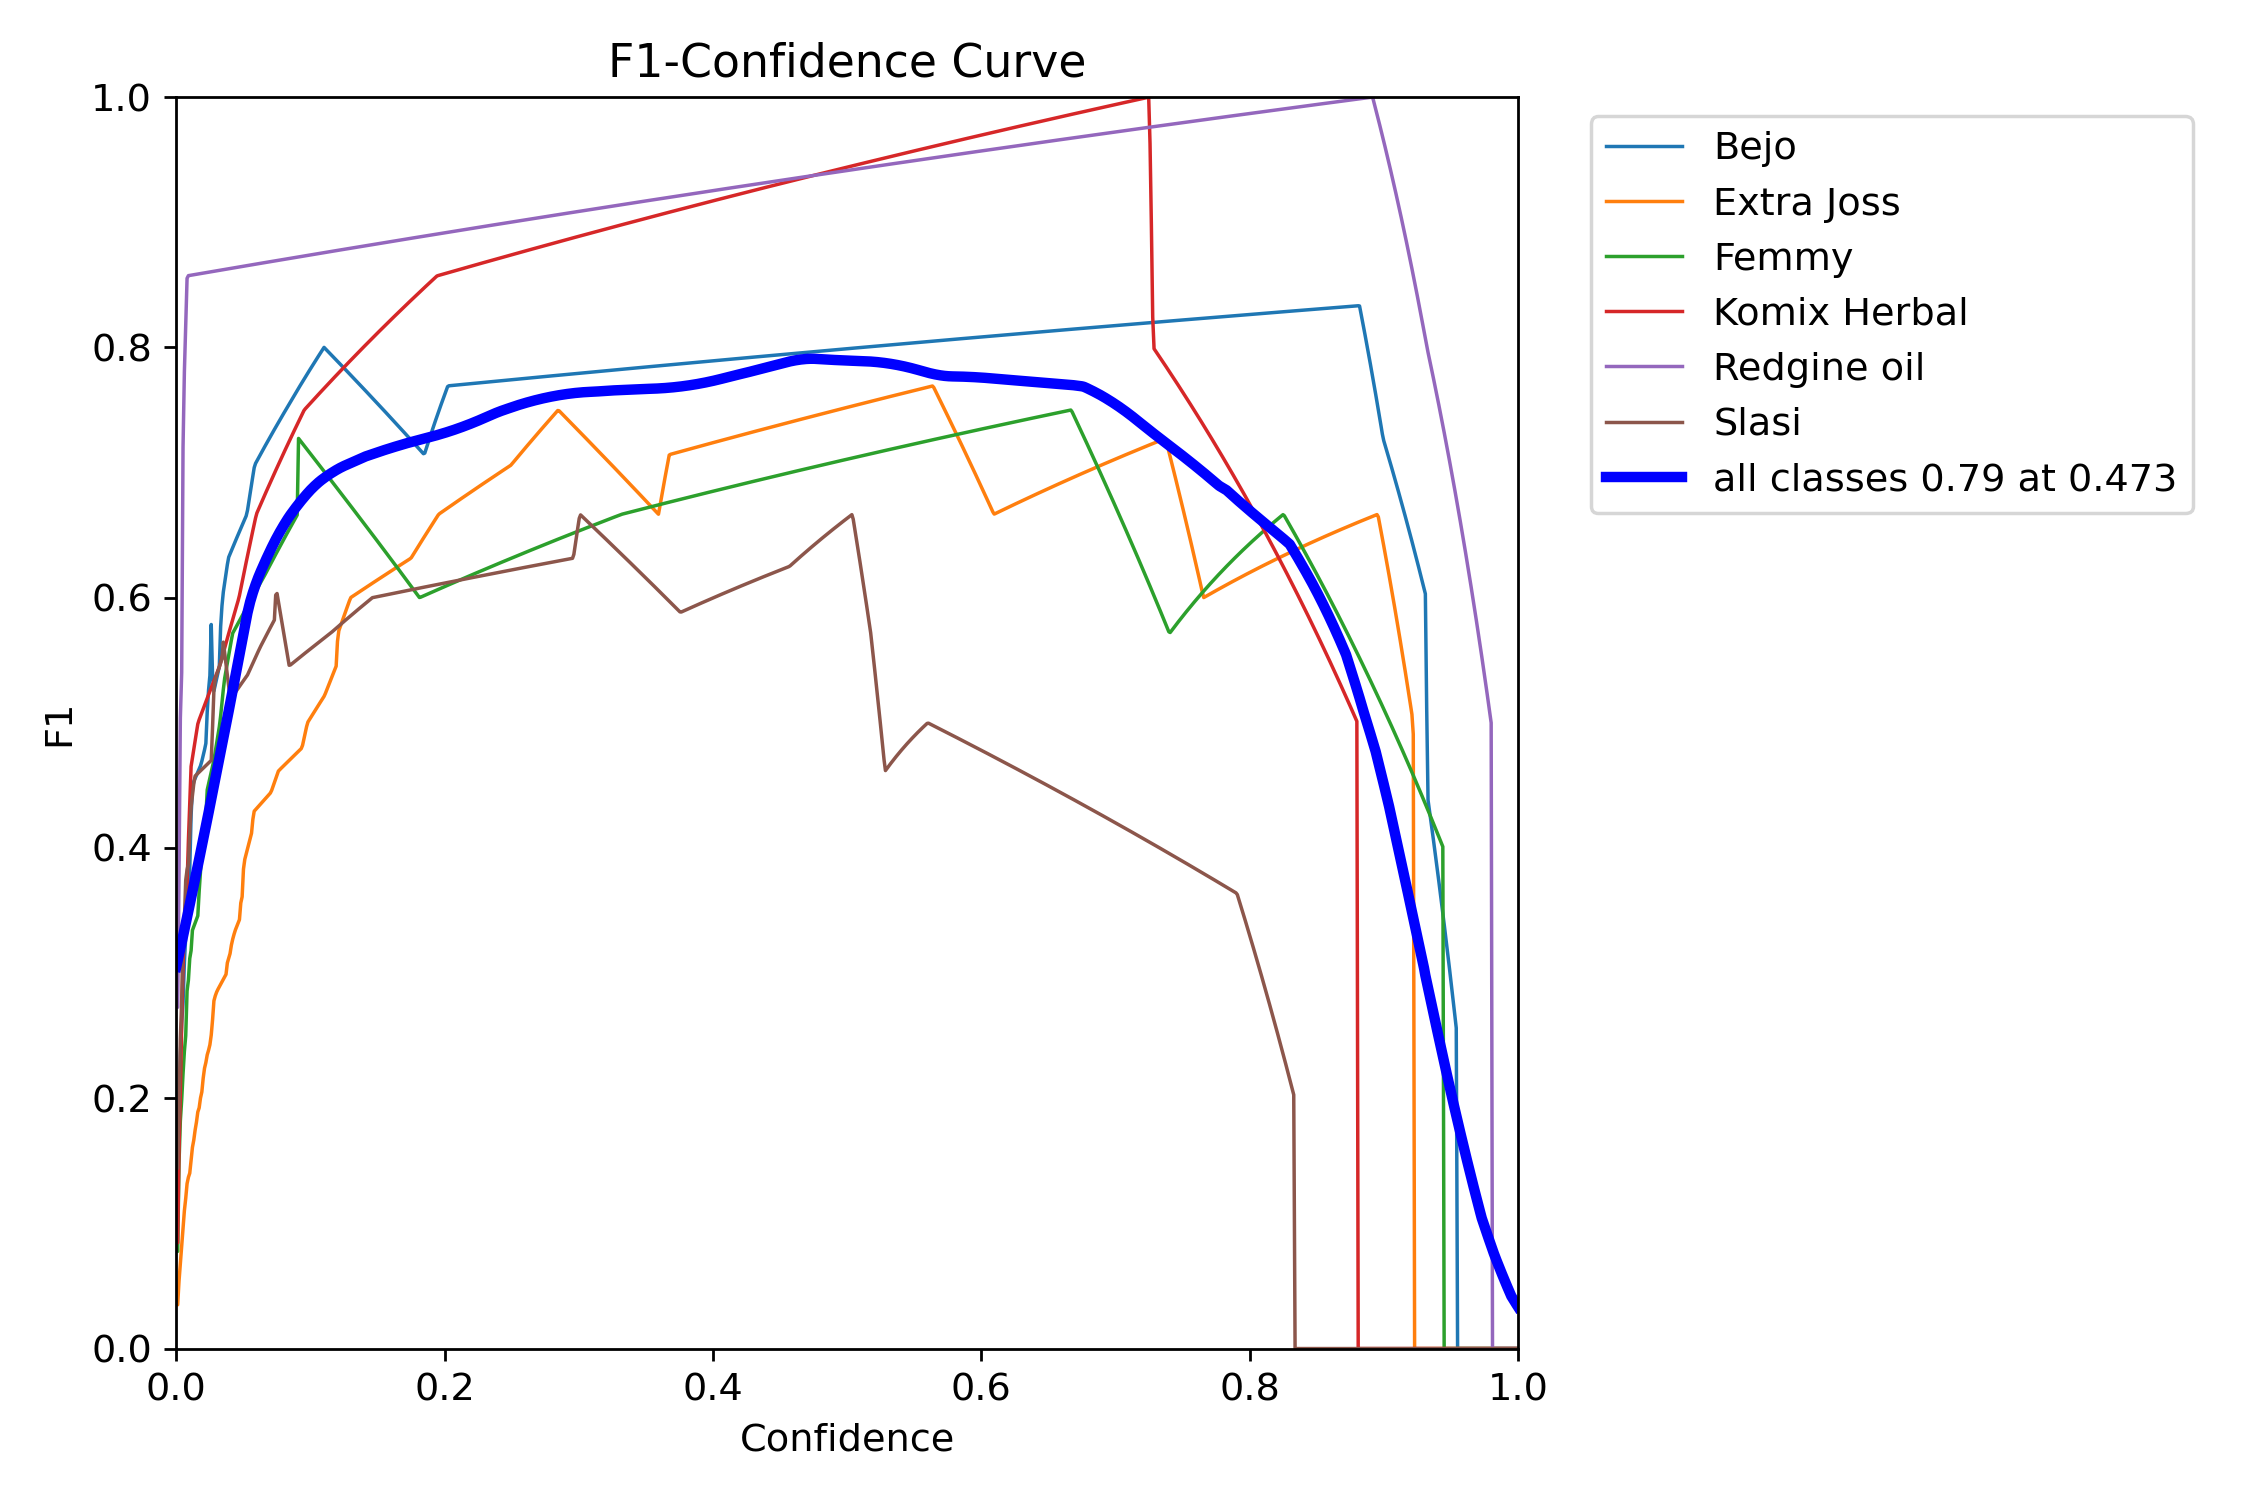 F1-Confidence Curve
1.0
0.8
0.6
0.4
0.2
0.0
F1
0.0 0.2 0.4 0.6 0.8 1.0
Confidence
Bejo
Extra Joss
Femmy
Komix Herbal
Redgine oil
Slasi
all classes 0.79 at 0.473